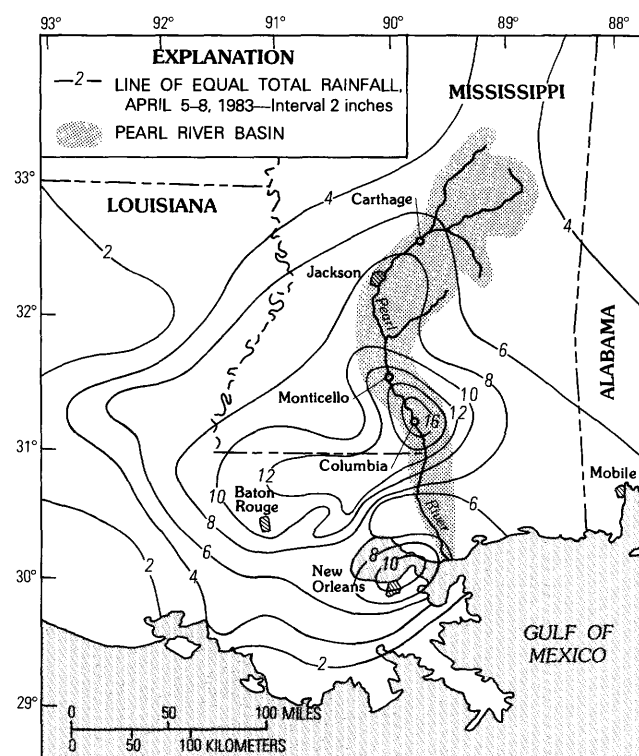 93° 92° 91° 90° 89° 88°
EXPLANATION
—2— LINE OF EQUAL TOTAL RAINFALL,
APRIL 5–8, 1983—Interval 2 inches
PEARL RIVER BASIN
MISSISSIPPI
33°
LOUISIANA
4
Carthage
4
2
Jackson
32°
Pearl
6
ALABAMA
8
10
Monticello
12
16
31°
Columbia
12
10
Baton
Rouge
Mobile
8
6
River
6
8
10
2
New
Orleans
30°
4
GULF OF
MEXICO
2
29°
0 50 100 MILES
0 50 100 KILOMETERS